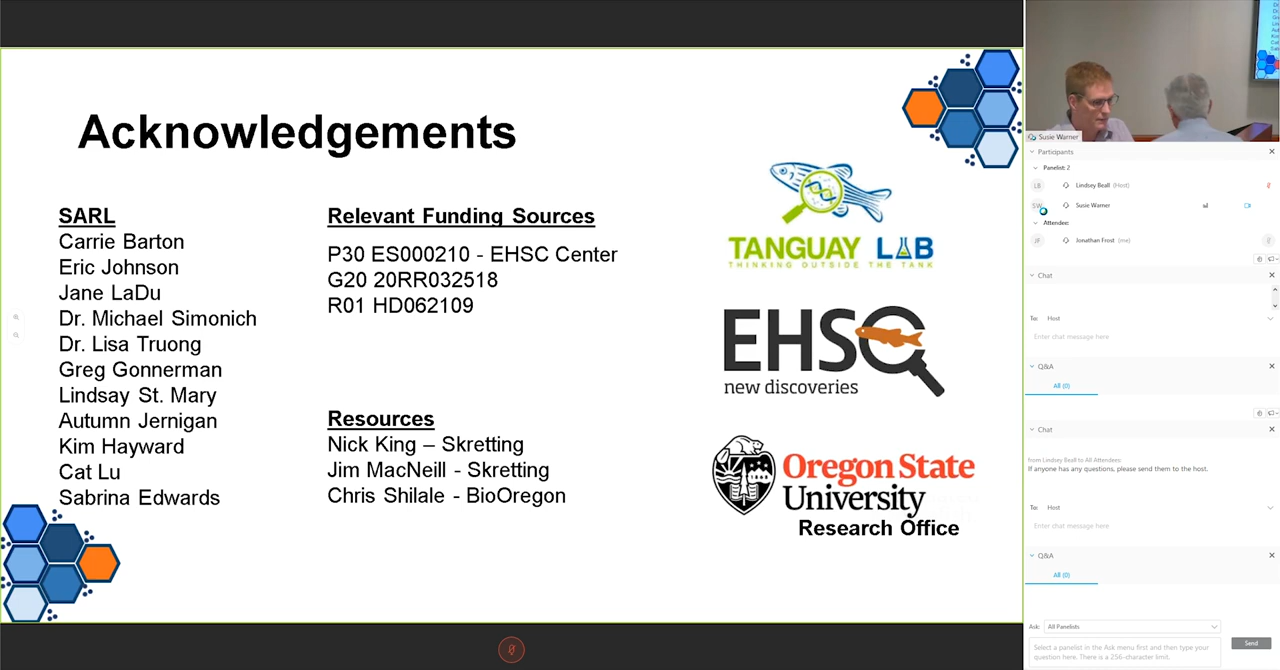 Acknowledgements
SARL
Carrie Barton
Eric Johnson
Jane LaDu
Dr. Michael Simonich
Dr. Lisa Truong
Greg Gonnerman
Lindsay St. Mary
Autumn Jernigan
Kim Hayward
Cat Lu
Sabrina Edwards
Relevant Funding Sources
P30 ES000210 - EHSC Center
G20 20RR032518
R01 HD062109
Resources
Nick King – Skretting
Jim MacNeill - Skretting
Chris Shilale - BioOregon
TANGUAY LAB
THINKING OUTSIDE THE TANK
EHSC
new discoveries
Oregon State
University
Research Office
Susie Warner
Participants
Panelist: 2
LB Lindsey Beall (Host)
SW Susie Warner
Attendee:
JF Jonathan Frost (me)
Chat
To: Host
Enter chat message here
Q&A
All (0)
Chat
from Lindsey Beall to All Attendees:
If anyone has any questions, please send them to the host.
To: Host
Enter chat message here
Q&A
All (0)
Ask: All Panelists
Select a panelist in the Ask menu first and then type your
question here. There is a 256-character limit.
Send